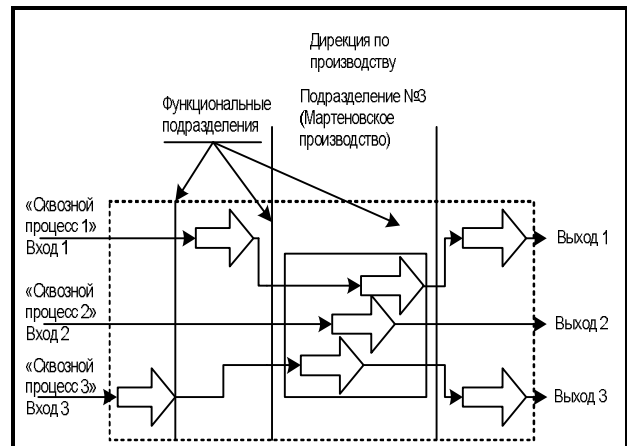 Дирекция по
производству
Функциональные
подразделения
Подразделение №3
(Мартеновское
производство)
«Сквозной
процесс 1»
Вход 1
Выход 1
«Сквозной
процесс 2»
Вход 2
Выход 2
«Сквозной
процесс 3»
Вход 3
Выход 3